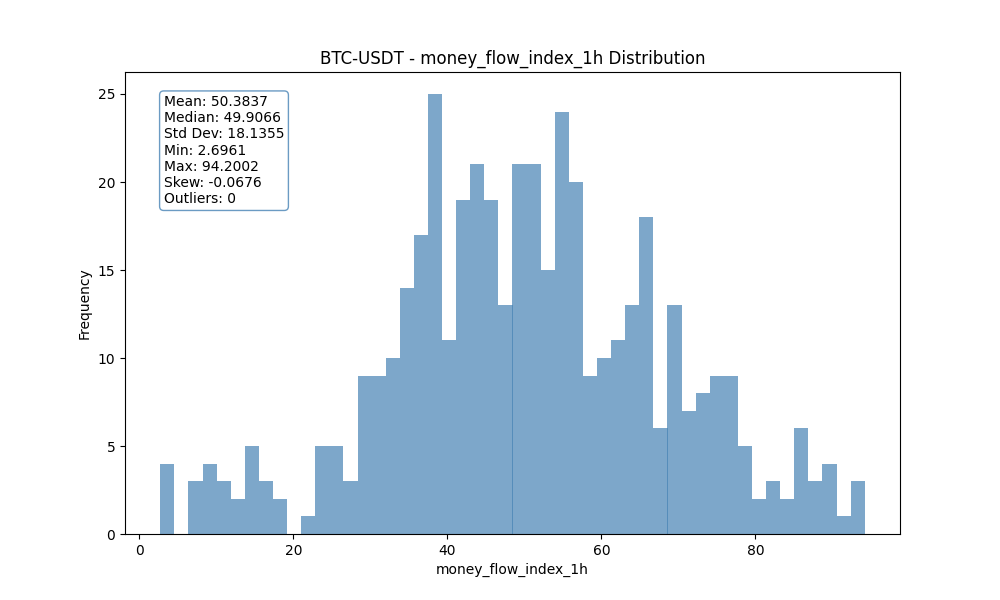 BTC-USDT - money_flow_index_1h Distribution
Mean: 50.3837
Median: 49.9066
Std Dev: 18.1355
Min: 2.6961
Max: 94.2002
Skew: -0.0676
Outliers: 0
25
20
15
10
5
0
Frequency
0 20 40 60 80
money_flow_index_1h